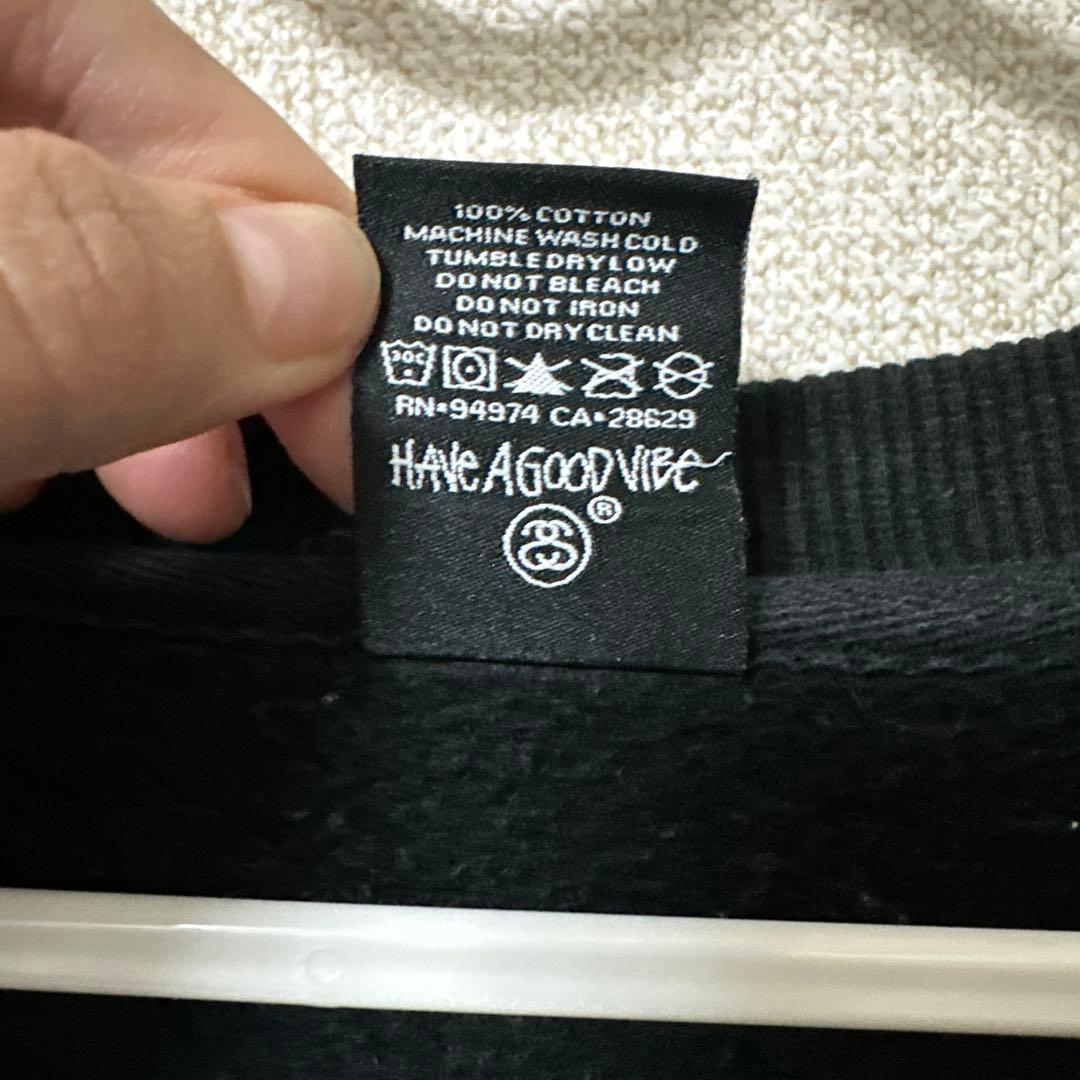 100% COTTON
MACHINE WASH COLD
TUMBLE DRY LOW
DO NOT BLEACH
DO NOT IRON
DO NOT DRY CLEAN
30C
RN*94974 CA*28629
HAVE A GOOD VIBE
®